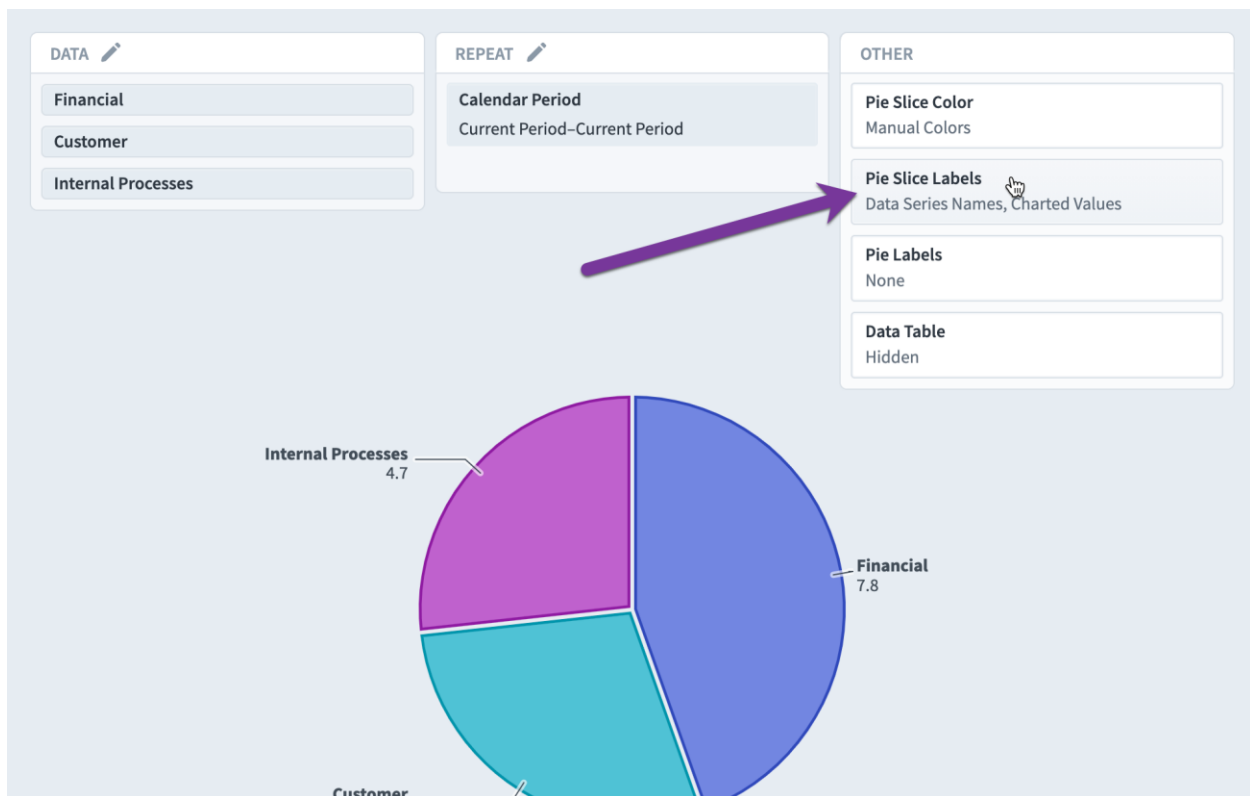 DATA
Financial
Customer
Internal Processes
REPEAT
Calendar Period
Current Period–Current Period
OTHER
Pie Slice Color
Manual Colors
Pie Slice Labels
Data Series Names, Charted Values
Pie Labels
None
Data Table
Hidden
Internal Processes
4.7
Financial
7.8
Customer